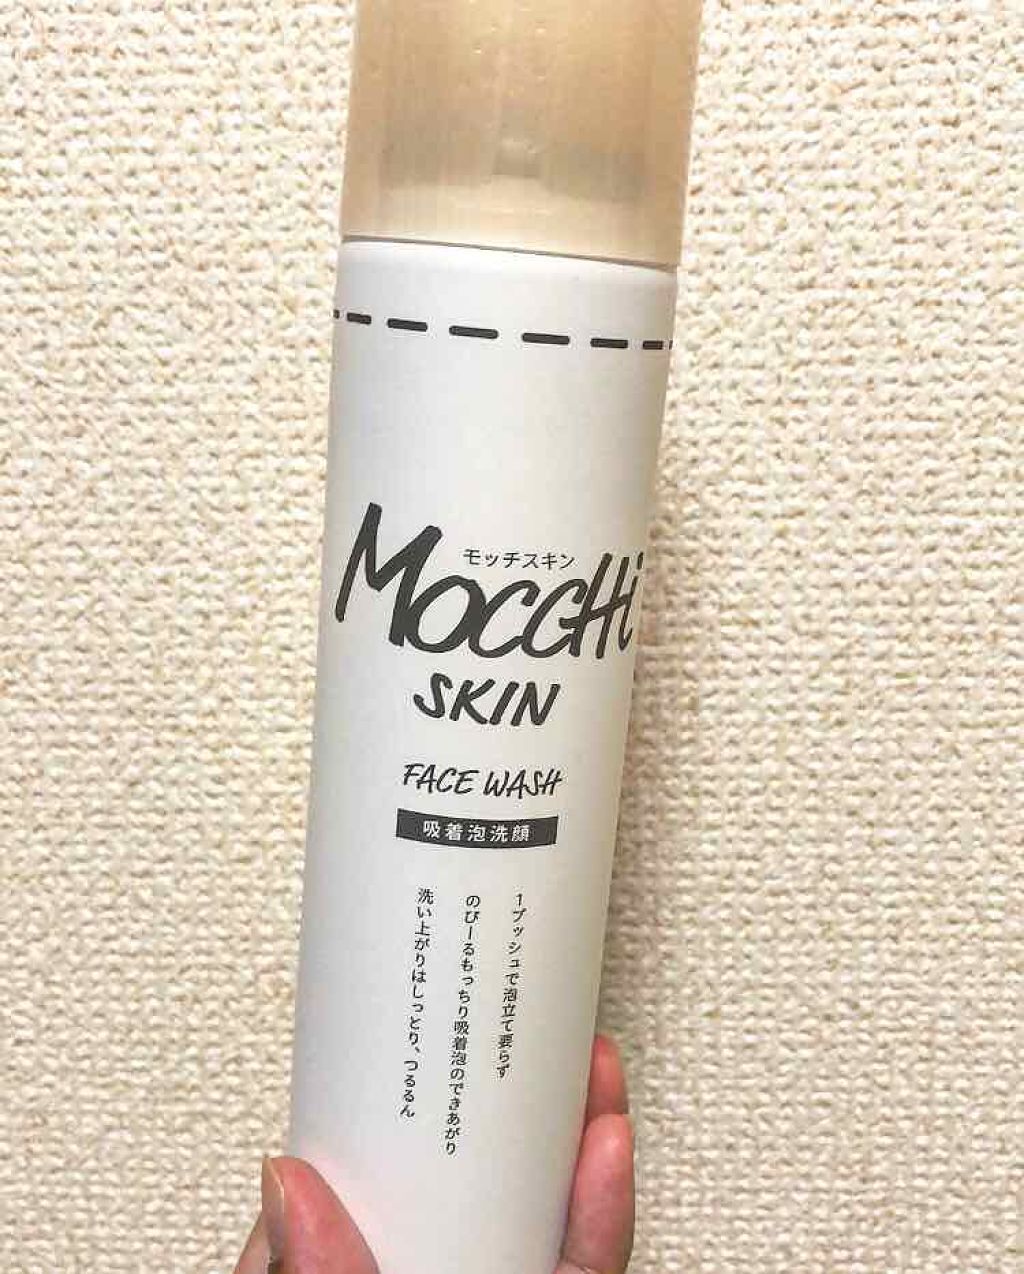 モッチスキン
MOCCHi
SKIN
FACE WASH
吸着泡洗顔
1プッシュで泡立て要らず
のびーるもっちり吸着泡のできあがり
洗い上がりはしっとり、つるるん